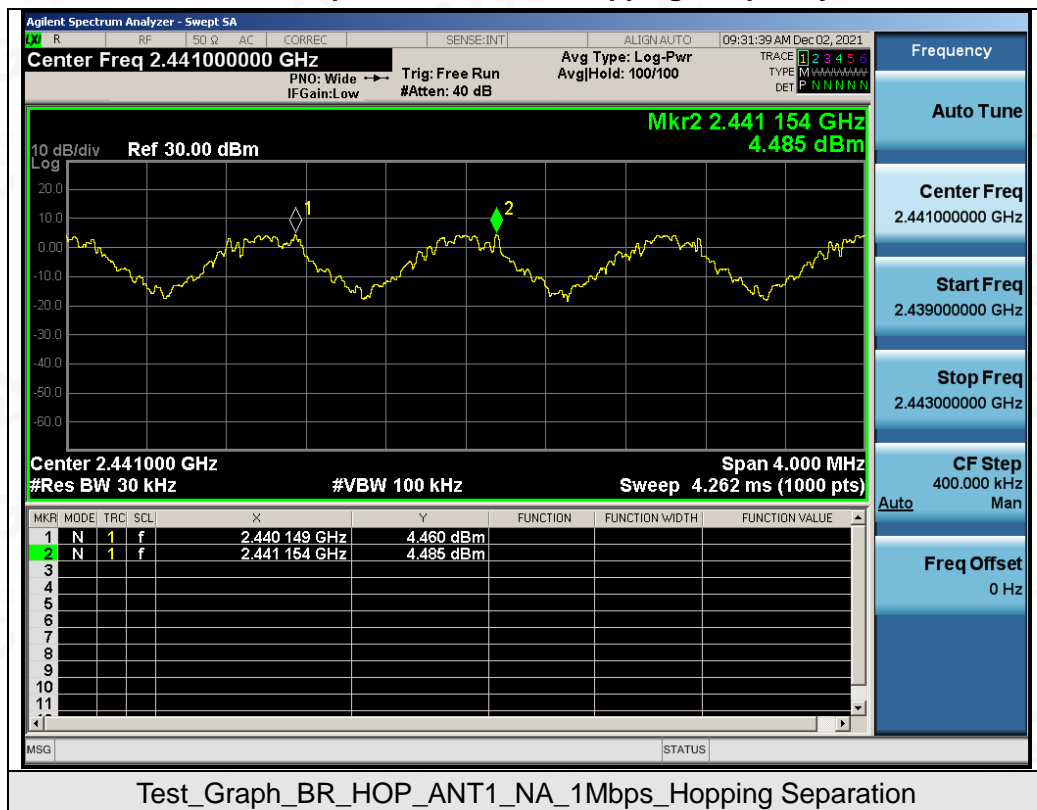 Agilent Spectrum Analyzer - Swept SA
LXI R RF 50 Ω AC CORREC SENSE:INT ALIGN AUTO 09:31:39 AM Dec 02, 2021
Center Freq 2.441000000 GHz
PNO: Wide
IFGain:Low
Trig: Free Run
#Atten: 40 dB
Avg Type: Log-Pwr
Avg|Hold: 100/100
TRACE 1 2 3 4 5 6
TYPE M WWWWW
DET P N N N N N
Mkr2 2.441 154 GHz
4.485 dBm
10 dB/div Ref 30.00 dBm
Log
20.0
10.0
0.00
-10.0
-20.0
-30.0
-40.0
-50.0
-60.0
1
2
Center 2.441000 GHz Span 4.000 MHz
#Res BW 30 kHz #VBW 100 kHz Sweep 4.262 ms (1000 pts)
MKR MODE TRC SCL X Y FUNCTION FUNCTION WIDTH FUNCTION VALUE
1 N 1 f 2.440 149 GHz 4.460 dBm
2 N 1 f 2.441 154 GHz 4.485 dBm
3
4
5
6
7
8
9
10
11
MSG STATUS
Frequency
Auto Tune
Center Freq
2.441000000 GHz
Start Freq
2.439000000 GHz
Stop Freq
2.443000000 GHz
CF Step
400.000 kHz
Auto Man
Freq Offset
0 Hz
Test_Graph_BR_HOP_ANT1_NA_1Mbps_Hopping Separation